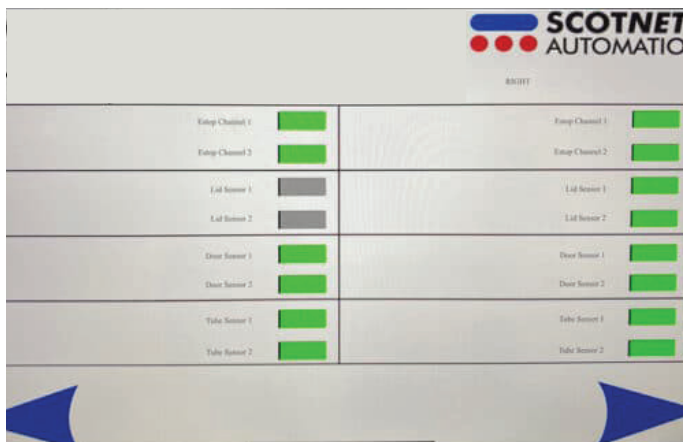 SCOTNET
AUTOMATIO
RIGHT
Estop Channel 1
Estop Channel 1
Estop Channel 2
Estop Channel 2
Lid Sensor 1
Lid Sensor 1
Lid Sensor 2
Lid Sensor 2
Door Sensor 1
Door Sensor 1
Door Sensor 2
Door Sensor 2
Tube Sensor 1
Tube Sensor 1
Tube Sensor 2
Tube Sensor 2